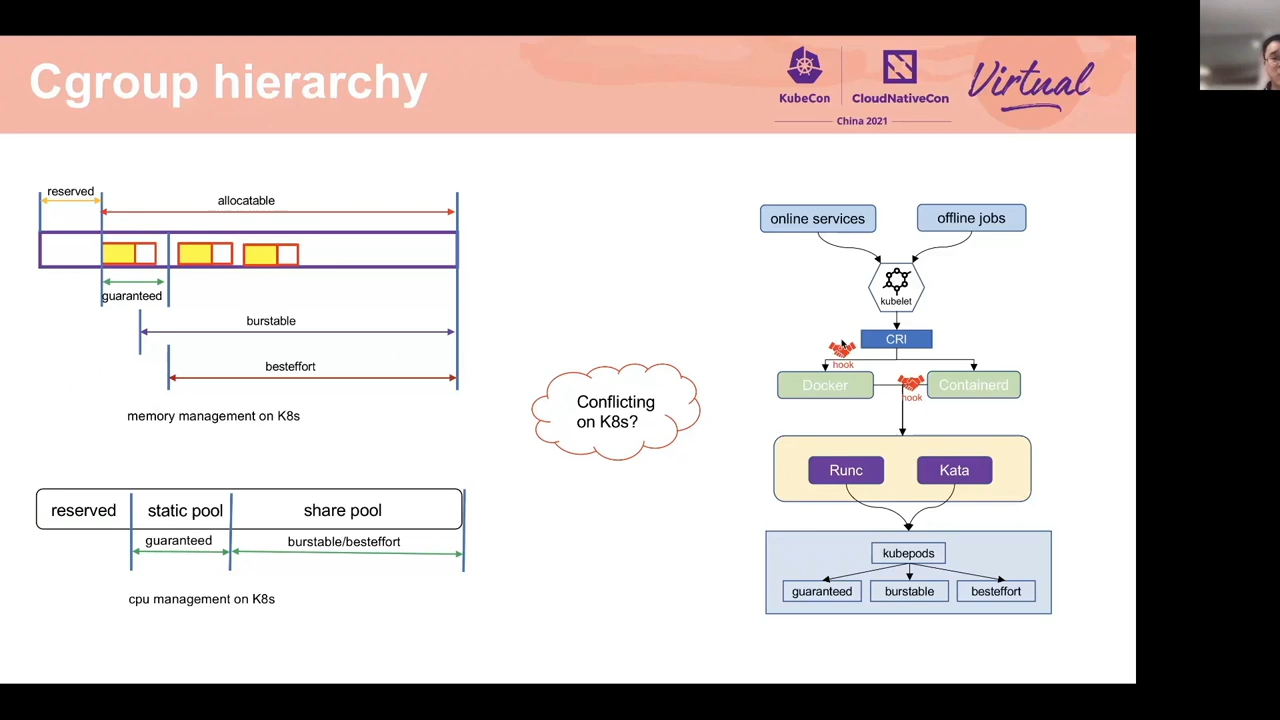 Cgroup hierarchy
KubeCon
CloudNativeCon
Virtual
China 2021
reserved
allocatable
guaranteed
burstable
besteffort
memory management on K8s
reserved
static pool
share pool
guaranteed
burstable/besteffort
cpu management on K8s
Conflicting
on K8s?
online services
offline jobs
kubelet
CRI
hook
Docker
Containerd
hook
Runc
Kata
kubepods
guaranteed
burstable
besteffort